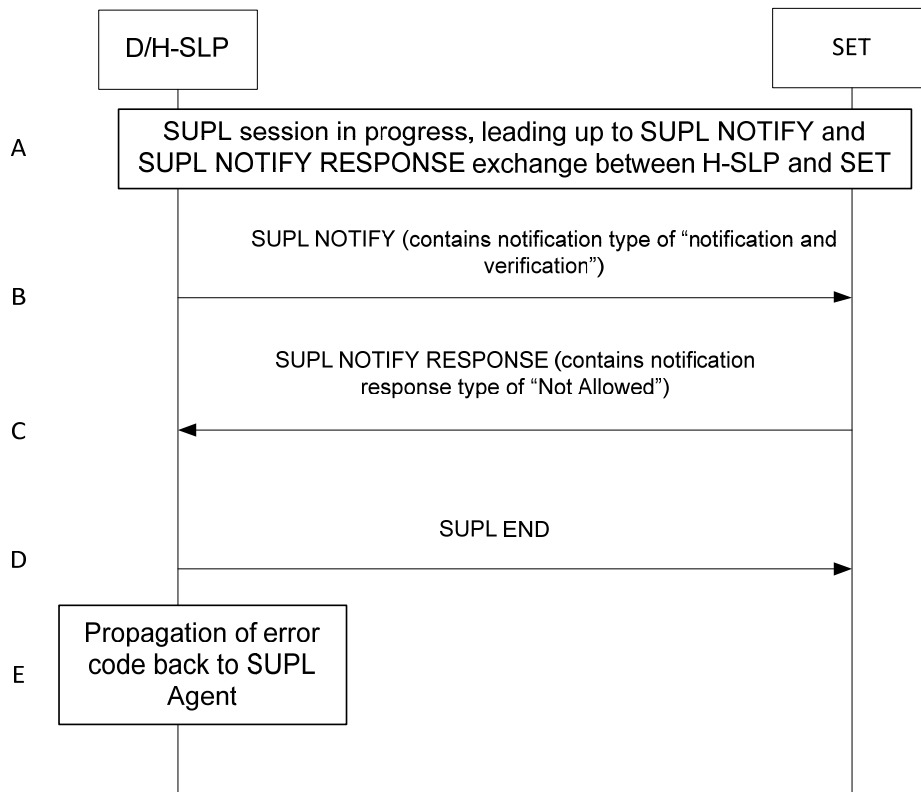 D/H-SLP
SET
A
SUPL session in progress, leading up to SUPL NOTIFY and
SUPL NOTIFY RESPONSE exchange between H-SLP and SET
SUPL NOTIFY (contains notification type of “notification and
verification”)
B
SUPL NOTIFY RESPONSE (contains notification
response type of “Not Allowed”)
C
SUPL END
D
Propagation of error
code back to SUPL
Agent
E